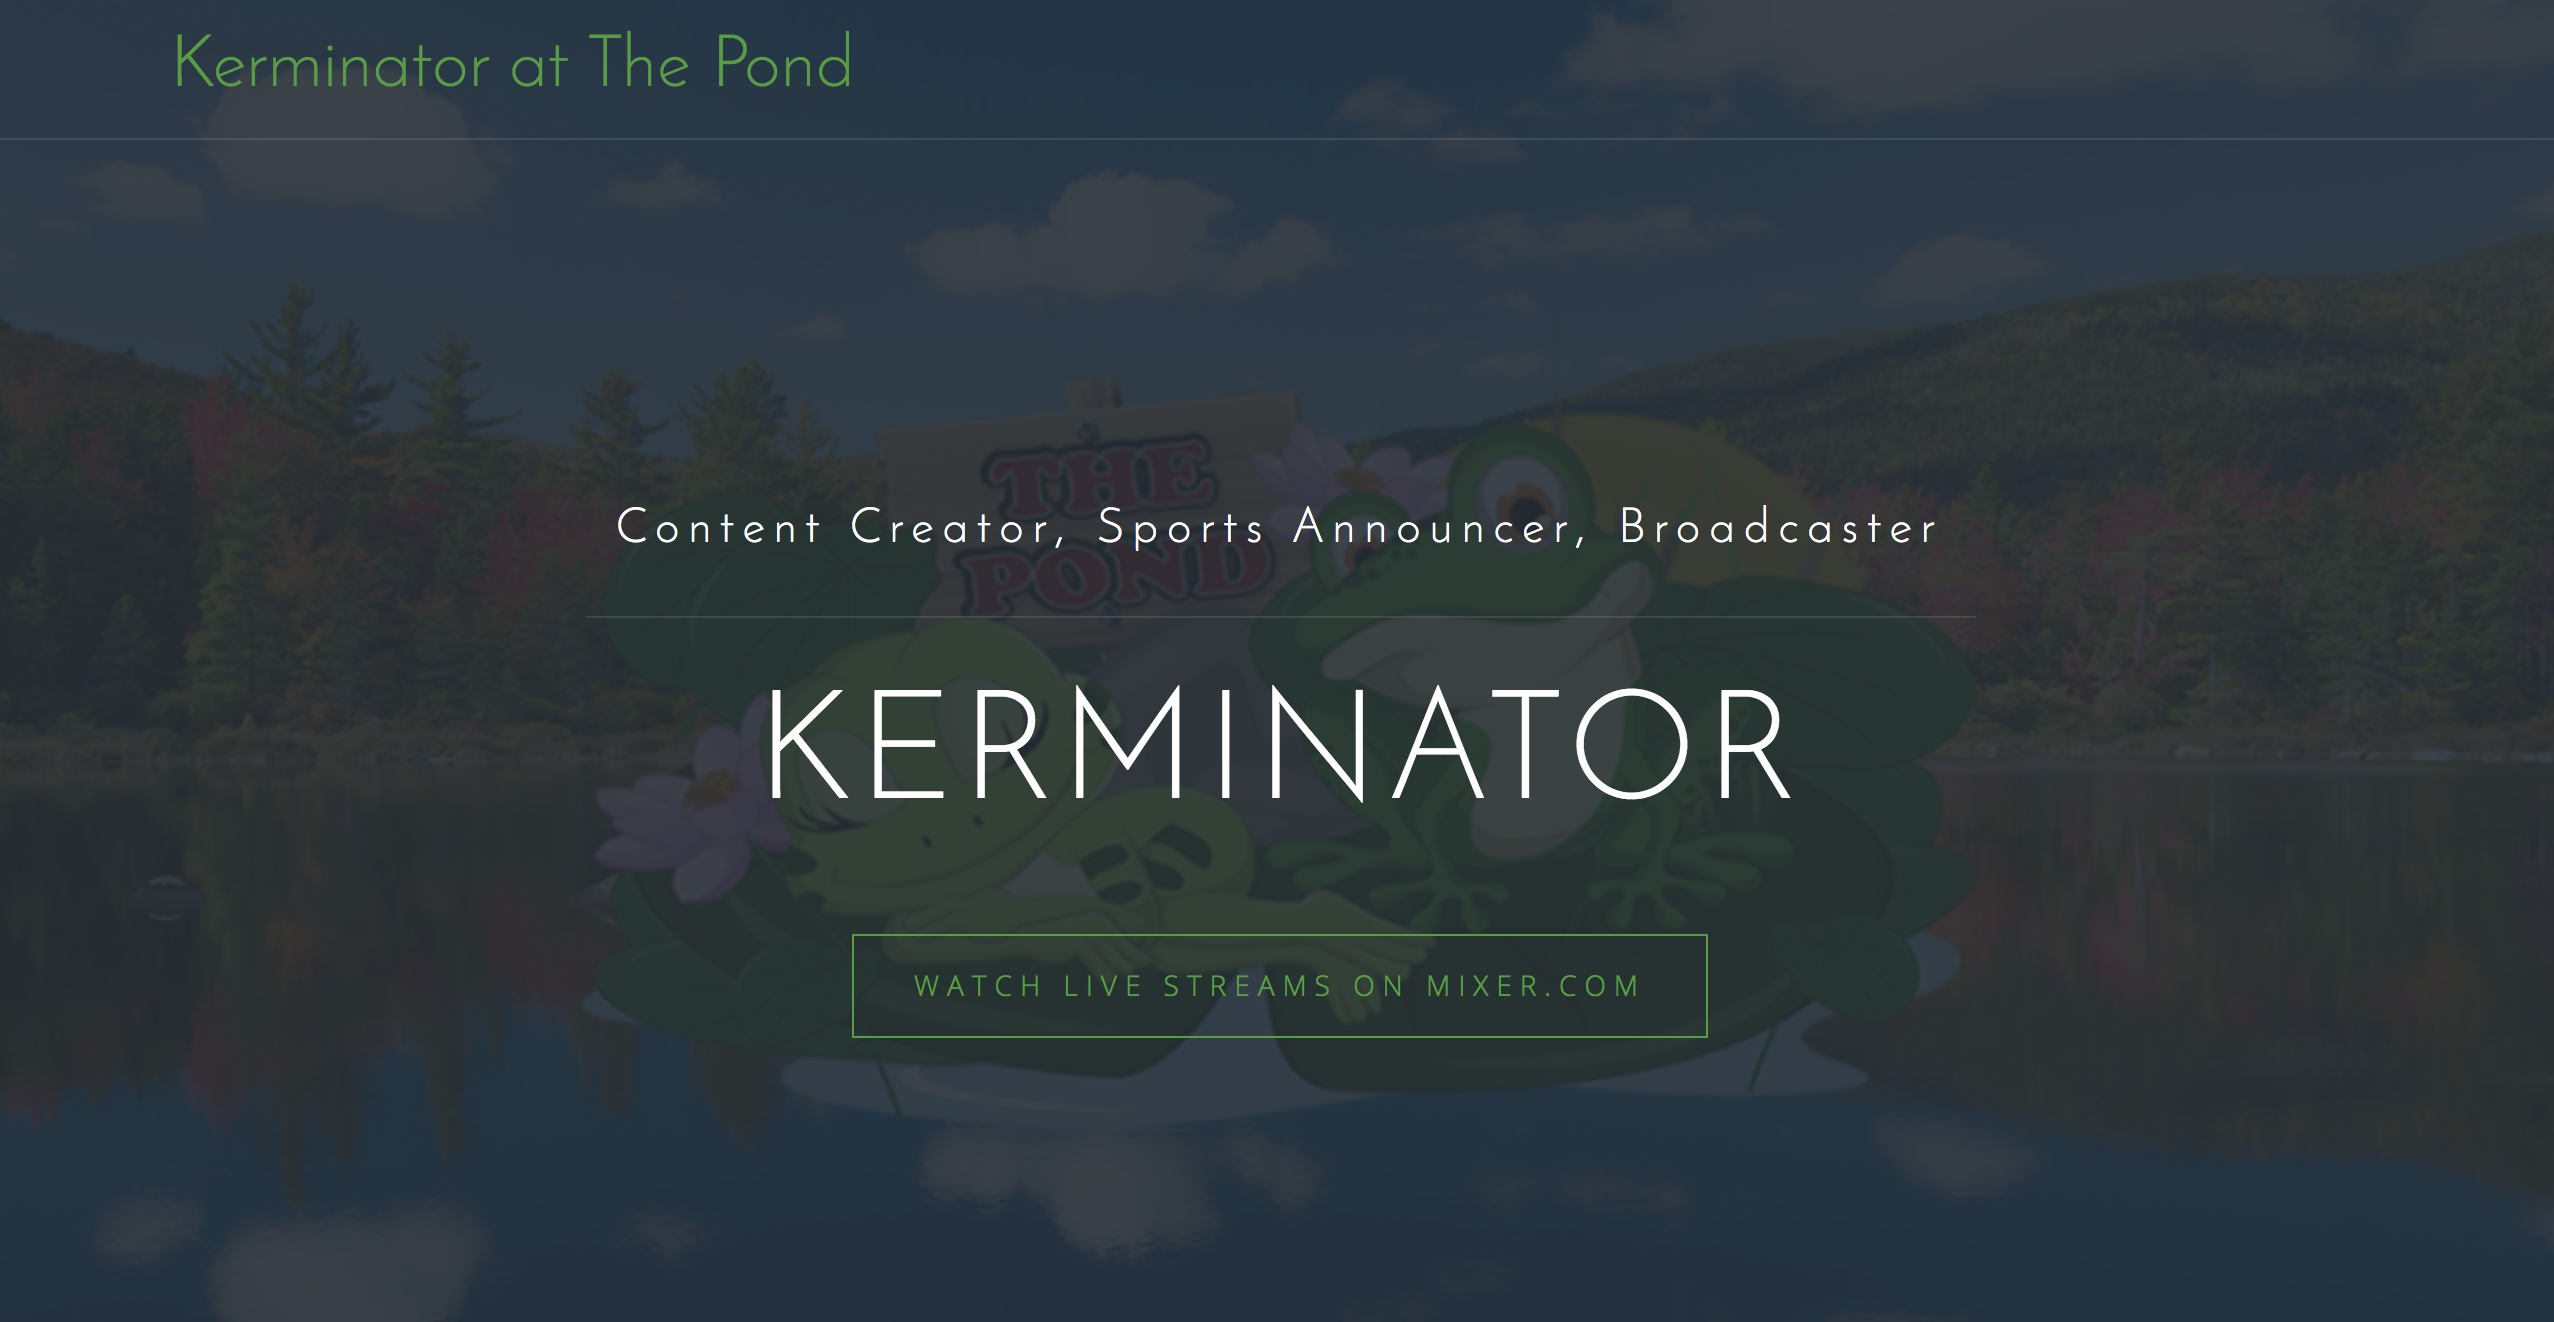 Kerminator at The Pond
THE
POND
Content Creator, Sports Announcer, Broadcaster
KERMINATOR
WATCH LIVE STREAMS ON MIXER.COM